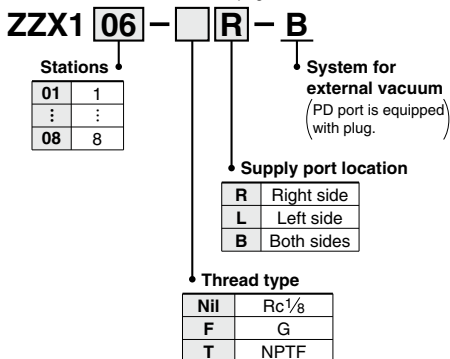 ZZX1 06 – R – B
Stations
01 1
⋮ ⋮
08 8
System for
external vacuum
(PD port is equipped
with plug.)
Supply port location
R Right side
L Left side
B Both sides
Thread type
Nil Rc1/8
F G
T NPTF